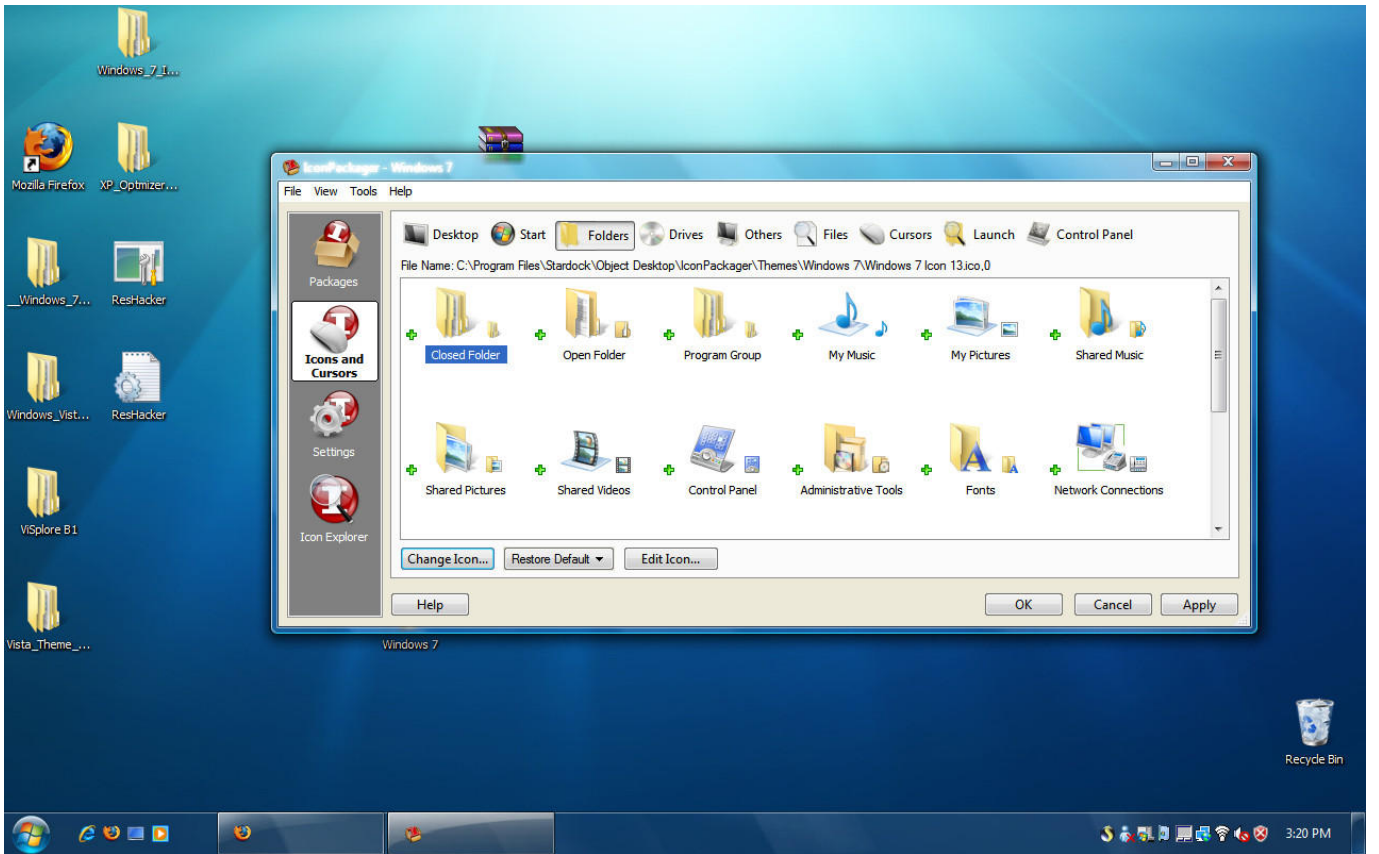 Windows_7_I...
Mozilla Firefox
XP_Optmizer...
__Windows_7...
ResHacker
Windows_Vist...
ResHacker
ViSplore B1
Vista_Theme_...
IconPackager - Windows 7
File View Tools Help
Packages
Icons and
Cursors
Settings
Icon Explorer
Desktop Start Folders Drives Others Files Cursors Launch Control Panel
File Name: C:\Program Files\Stardock\Object Desktop\IconPackager\Themes\Windows 7\Windows 7 Icon 13.ico,0
Closed Folder Open Folder Program Group My Music My Pictures Shared Music
Shared Pictures Shared Videos Control Panel Administrative Tools Fonts Network Connections
Change Icon... Restore Default Edit Icon...
Help OK Cancel Apply
Windows 7
Recycle Bin
3:20 PM